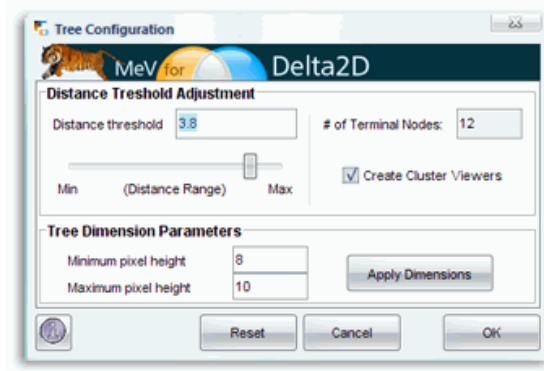 Tree Configuration
MeV for Delta2D
Distance Treshold Adjustment
Distance threshold 3.8 # of Terminal Nodes: 12
Min (Distance Range) Max Create Cluster Viewers
Tree Dimension Parameters
Minimum pixel height 8
Maximum pixel height 10
Apply Dimensions
Reset Cancel OK